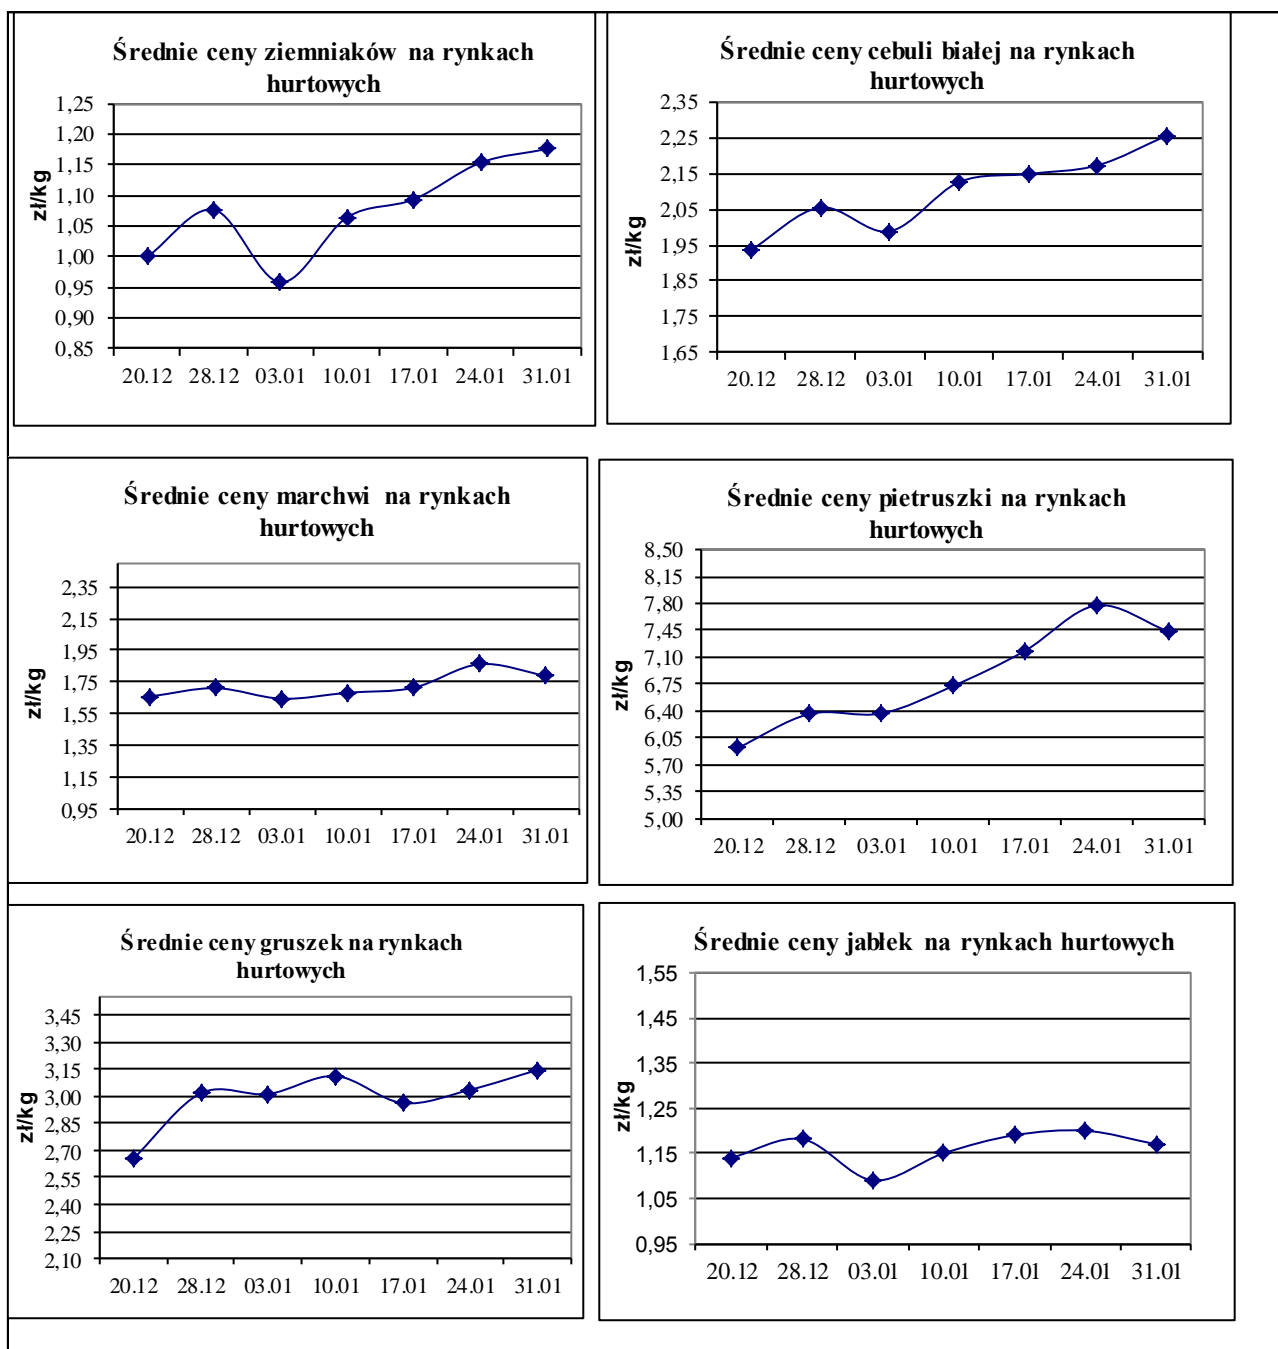 Średnie ceny ziemniaków na rynkach
hurtowych
zł/kg
1,25
1,20
1,15
1,10
1,05
1,00
0,95
0,90
0,85
20.12 28.12 03.01 10.01 17.01 24.01 31.01
Średnie ceny cebuli białej na rynkach
hurtowych
zł/kg
2,35
2,25
2,15
2,05
1,95
1,85
1,75
1,65
20.12 28.12 03.01 10.01 17.01 24.01 31.01
Średnie ceny marchwi na rynkach
hurtowych
zł/kg
2,35
2,15
1,95
1,75
1,55
1,35
1,15
0,95
20.12 28.12 03.01 10.01 17.01 24.01 31.01
Średnie ceny pietruszki na rynkach
hurtowych
zł/kg
8,50
8,15
7,80
7,45
7,10
6,75
6,40
6,05
5,70
5,35
5,00
20.12 28.12 03.01 10.01 17.01 24.01 31.01
Średnie ceny gruszek na rynkach
hurtowych
zł/kg
3,45
3,30
3,15
3,00
2,85
2,70
2,55
2,40
2,25
2,10
20.12 28.12 03.01 10.01 17.01 24.01 31.01
Średnie ceny jabłek na rynkach hurtowych
zł/kg
1,55
1,45
1,35
1,25
1,15
1,05
0,95
20.12 28.12 03.01 10.01 17.01 24.01 31.01